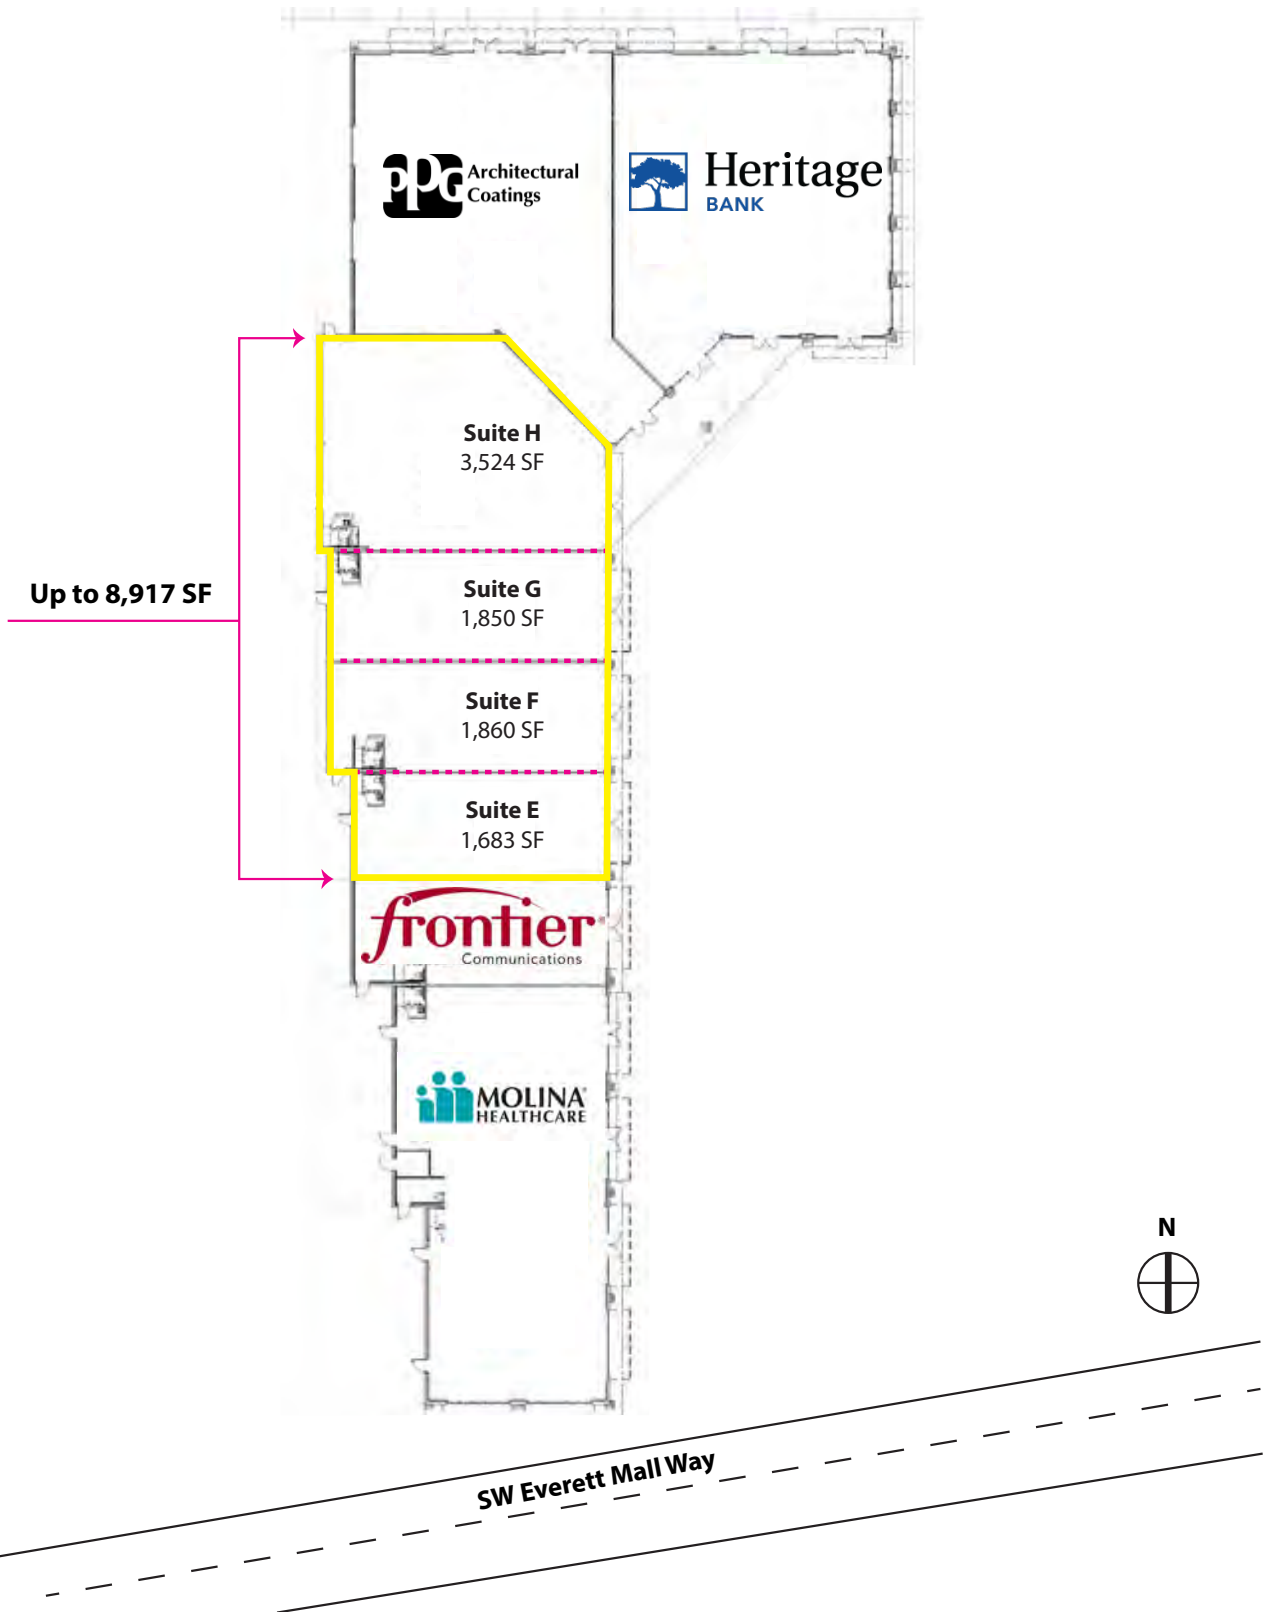 PPG Architectural
Coatings
Heritage
BANK
Suite H
3,524 SF
Up to 8,917 SF
Suite G
1,850 SF
Suite F
1,860 SF
Suite E
1,683 SF
frontier
Communications
MOLINA
HEALTHCARE
N
SW Everett Mall Way